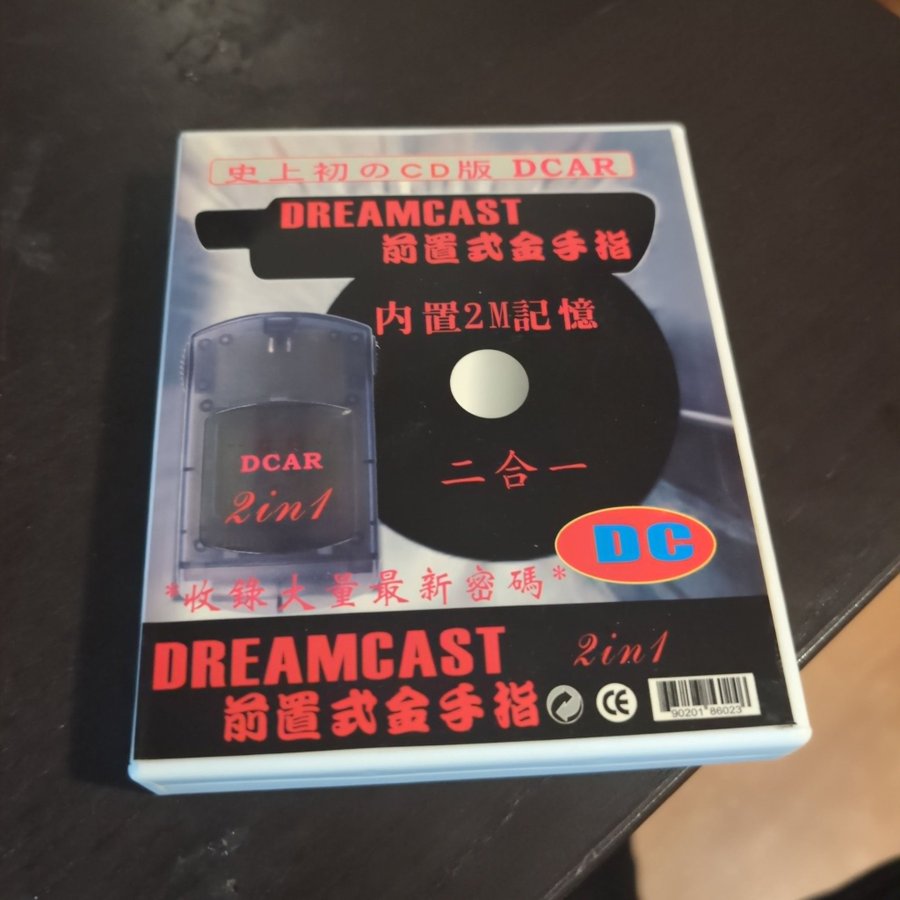 史上初のCD版 DCAR
DREAMCAST
前置式金手指
内置2M記憶
DCAR
2in1
二合一
DC
*收錄大量最新密碼*
DREAMCAST 2in1
前置式金手指
CE
90201 86023